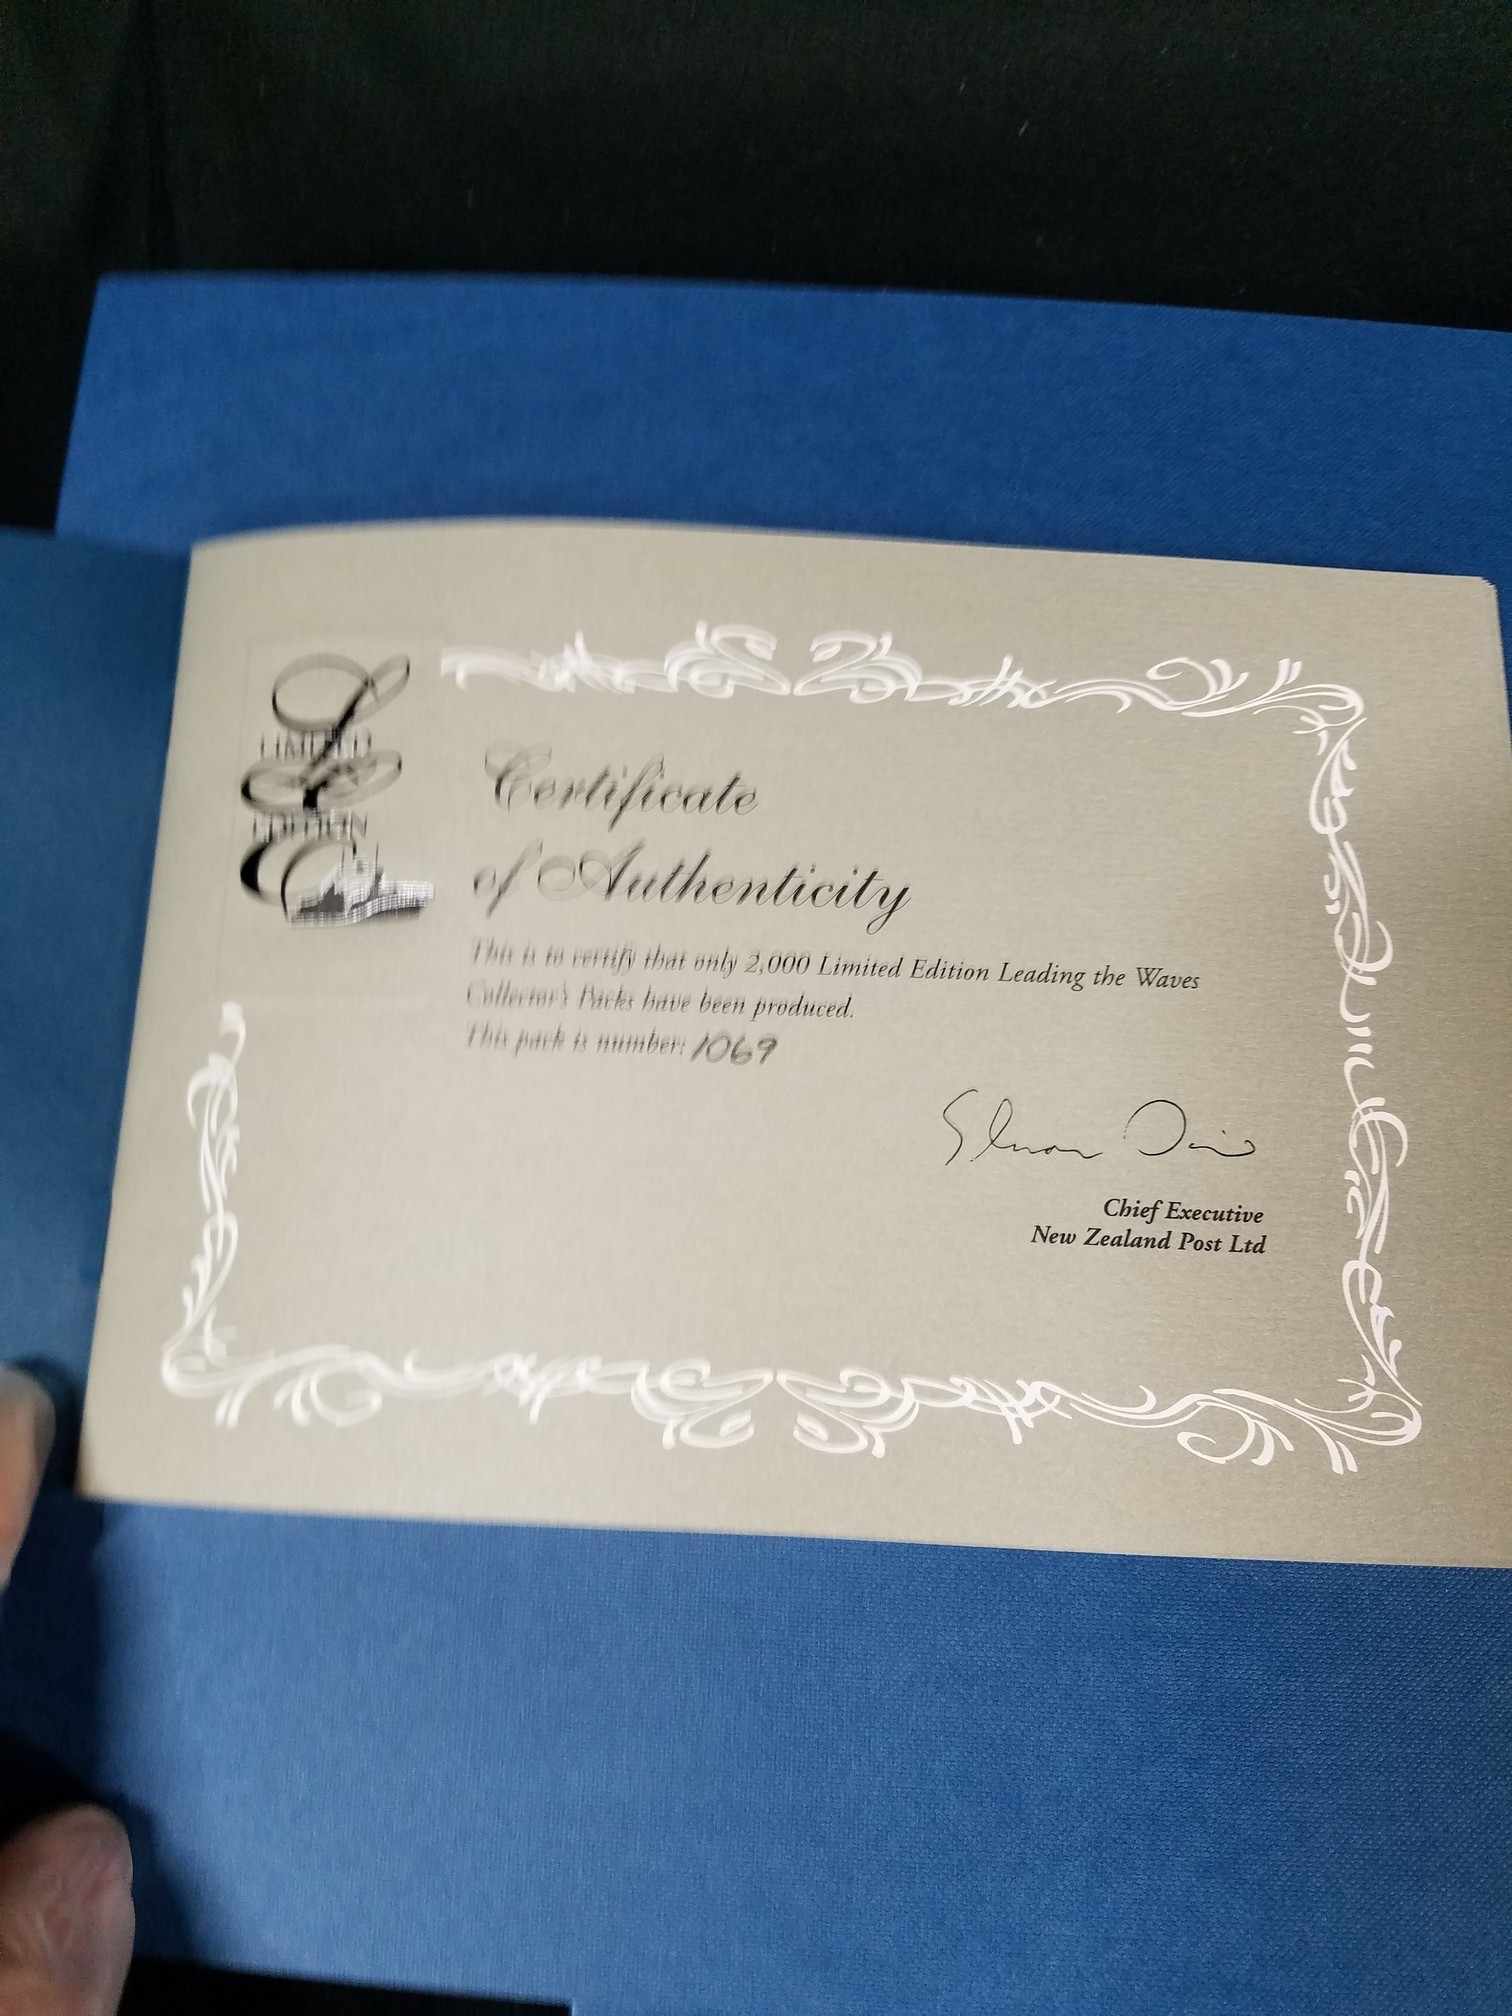 LIMITED
EDITION
Certificate
of Authenticity
This is to certify that only 2,000 Limited Edition Leading the Waves
Collector's Packs have been produced.
This pack is number: 1069
Chief Executive
New Zealand Post Ltd